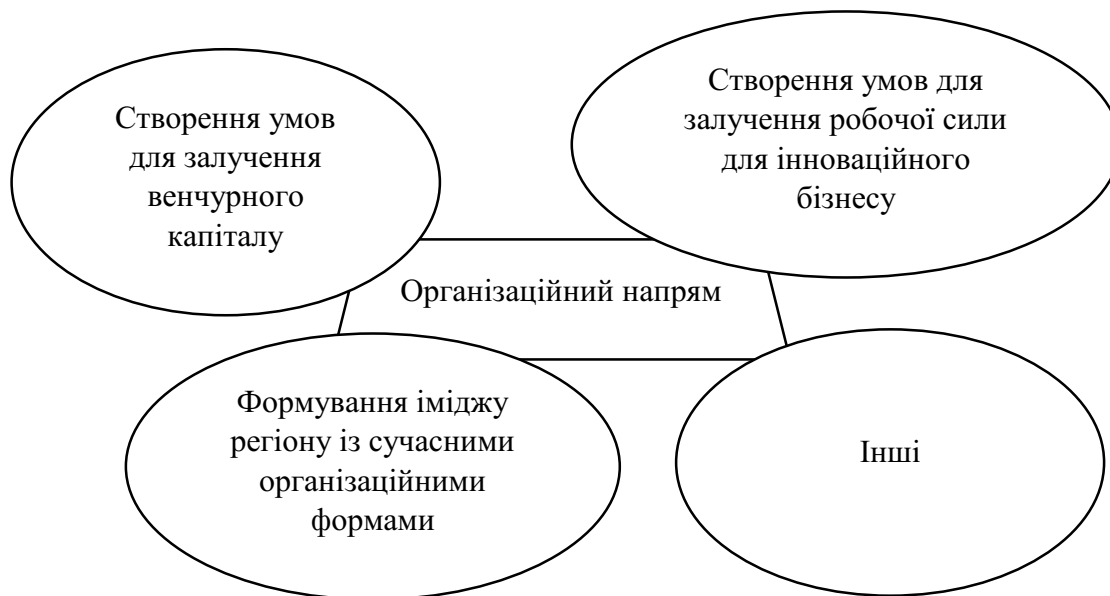 Створення умов
для залучення
венчурного
капіталу
Створення умов для
залучення робочої сили
для інноваційного
бізнесу
Організаційний напрям
Формування іміджу
регіону із сучасними
організаційними
формами
Інші